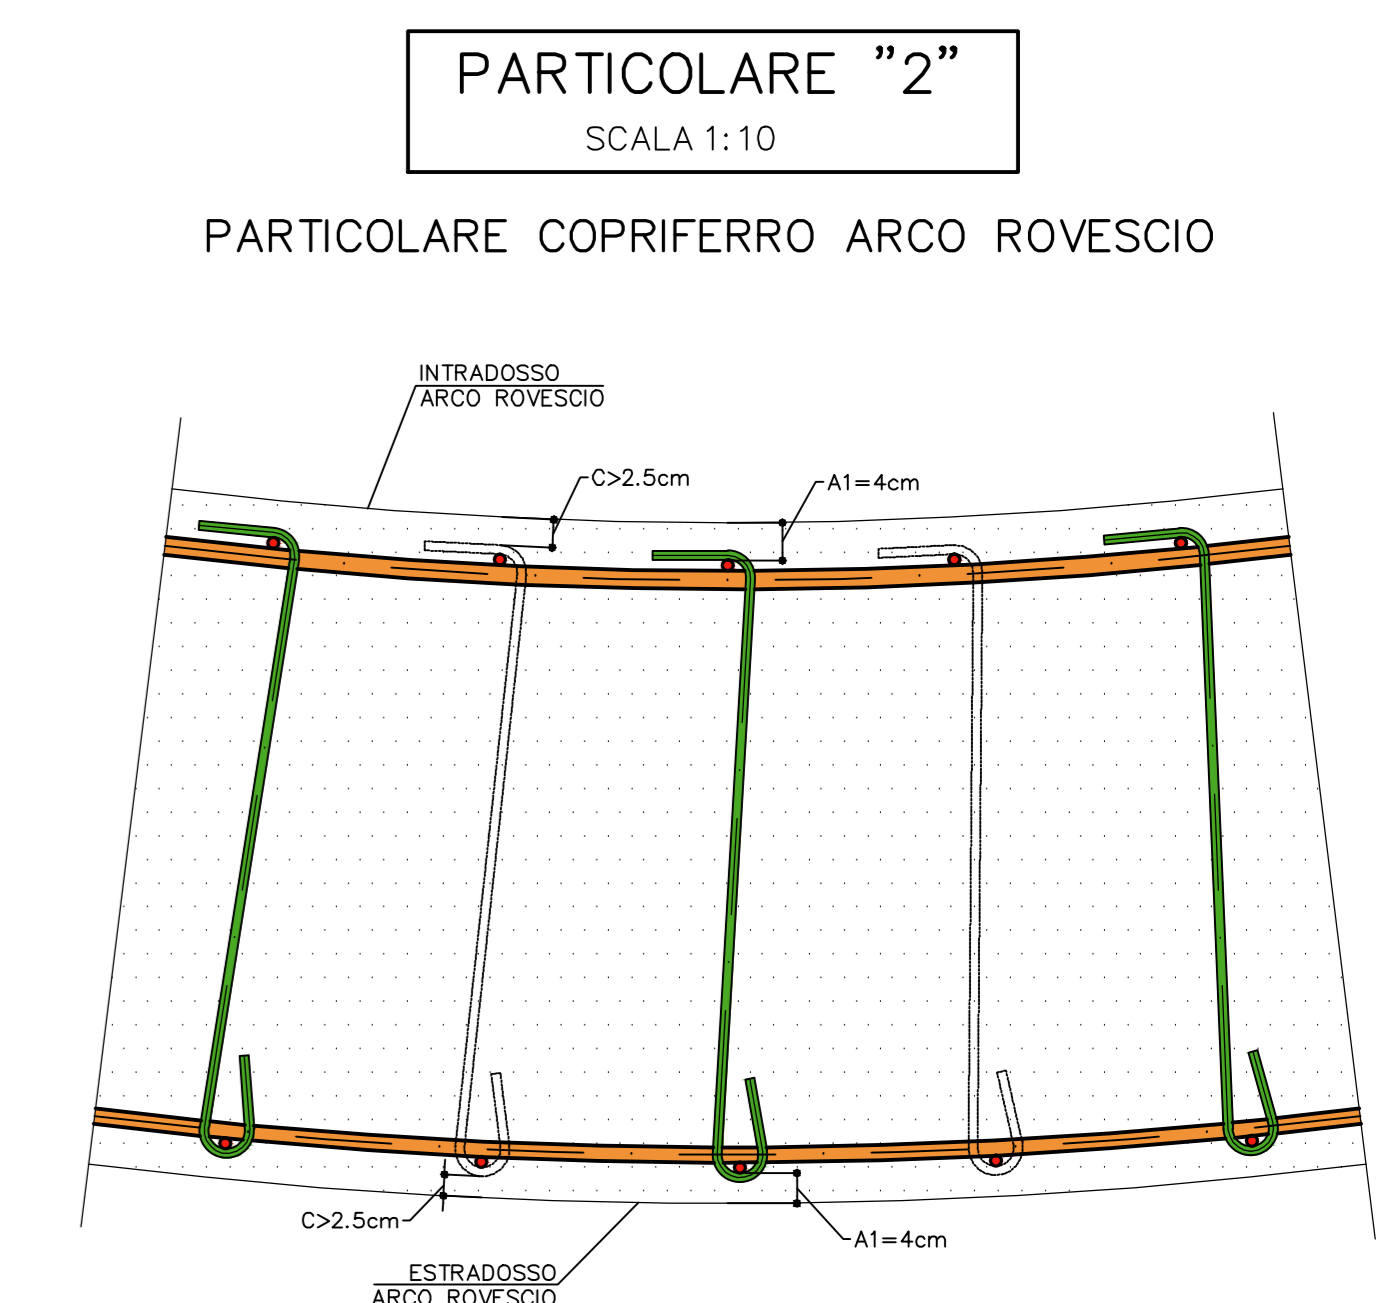 PARTICOLARE "2"
SCALA 1:10
PARTICOLARE COPRIFERRO ARCO ROVESCIO
INTRADOSSO
ARCO ROVESCIO
C>2.5cm
A1=4cm
C>2.5cm
A1=4cm
ESTRADOSSO
ARCO ROVESCIO